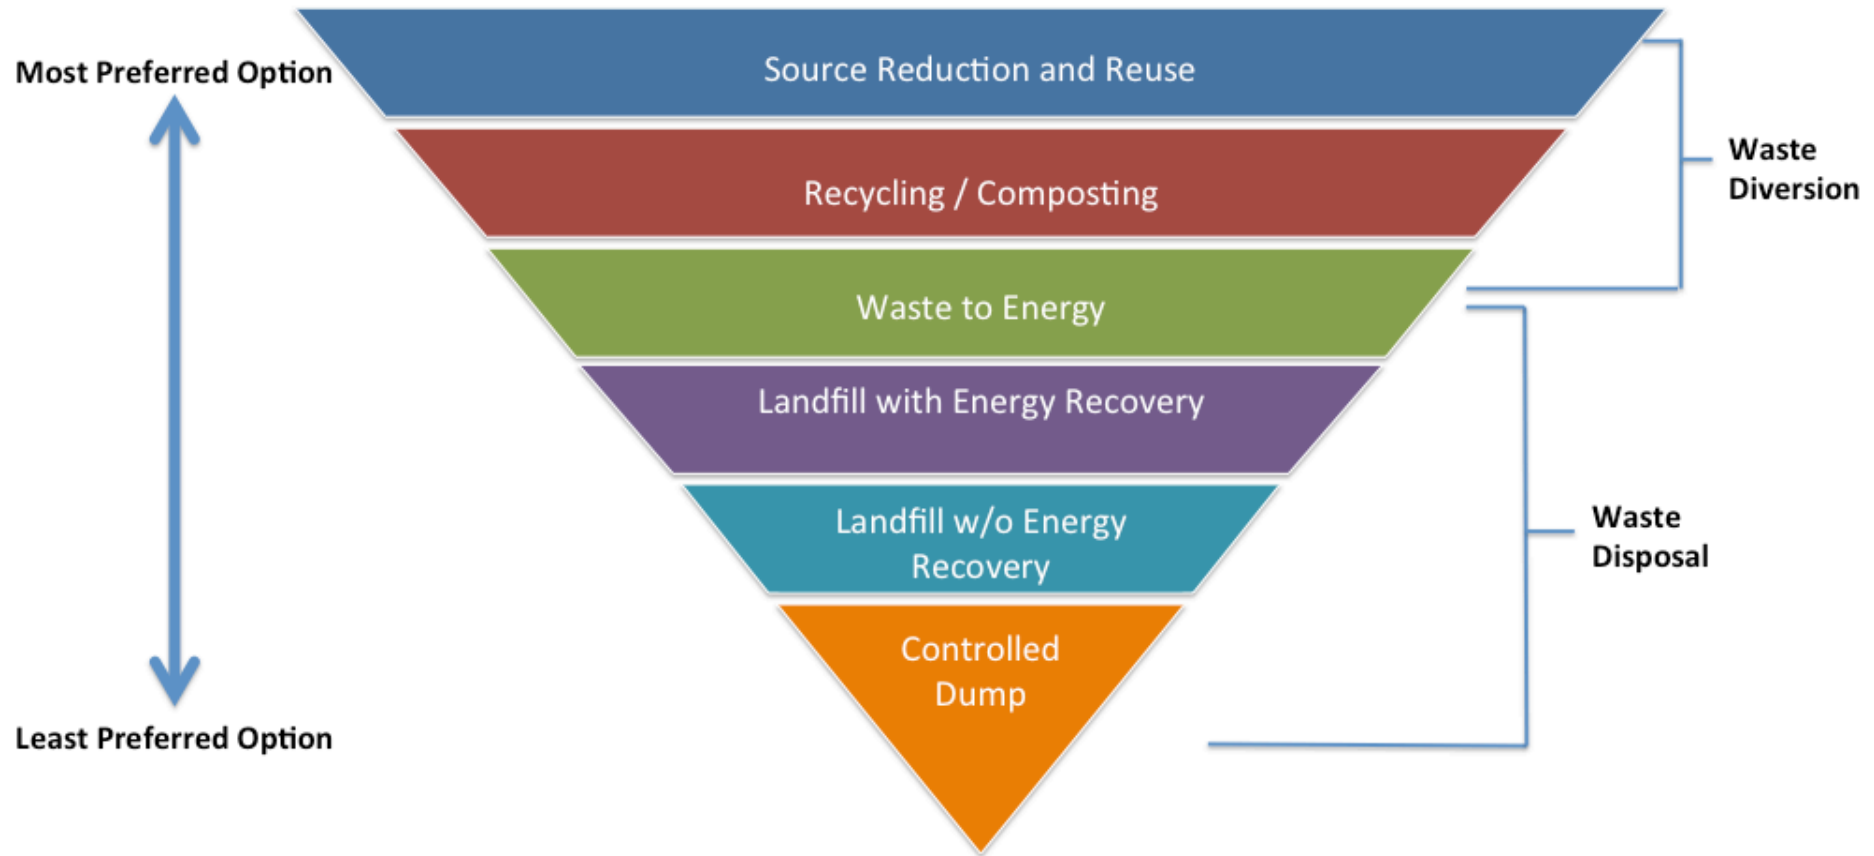 Most Preferred Option
Source Reduction and Reuse
Recycling / Composting
Waste
Diversion
Waste to Energy
Landfill with Energy Recovery
Landfill w/o Energy
Recovery
Waste
Disposal
Controlled
Dump
Least Preferred Option